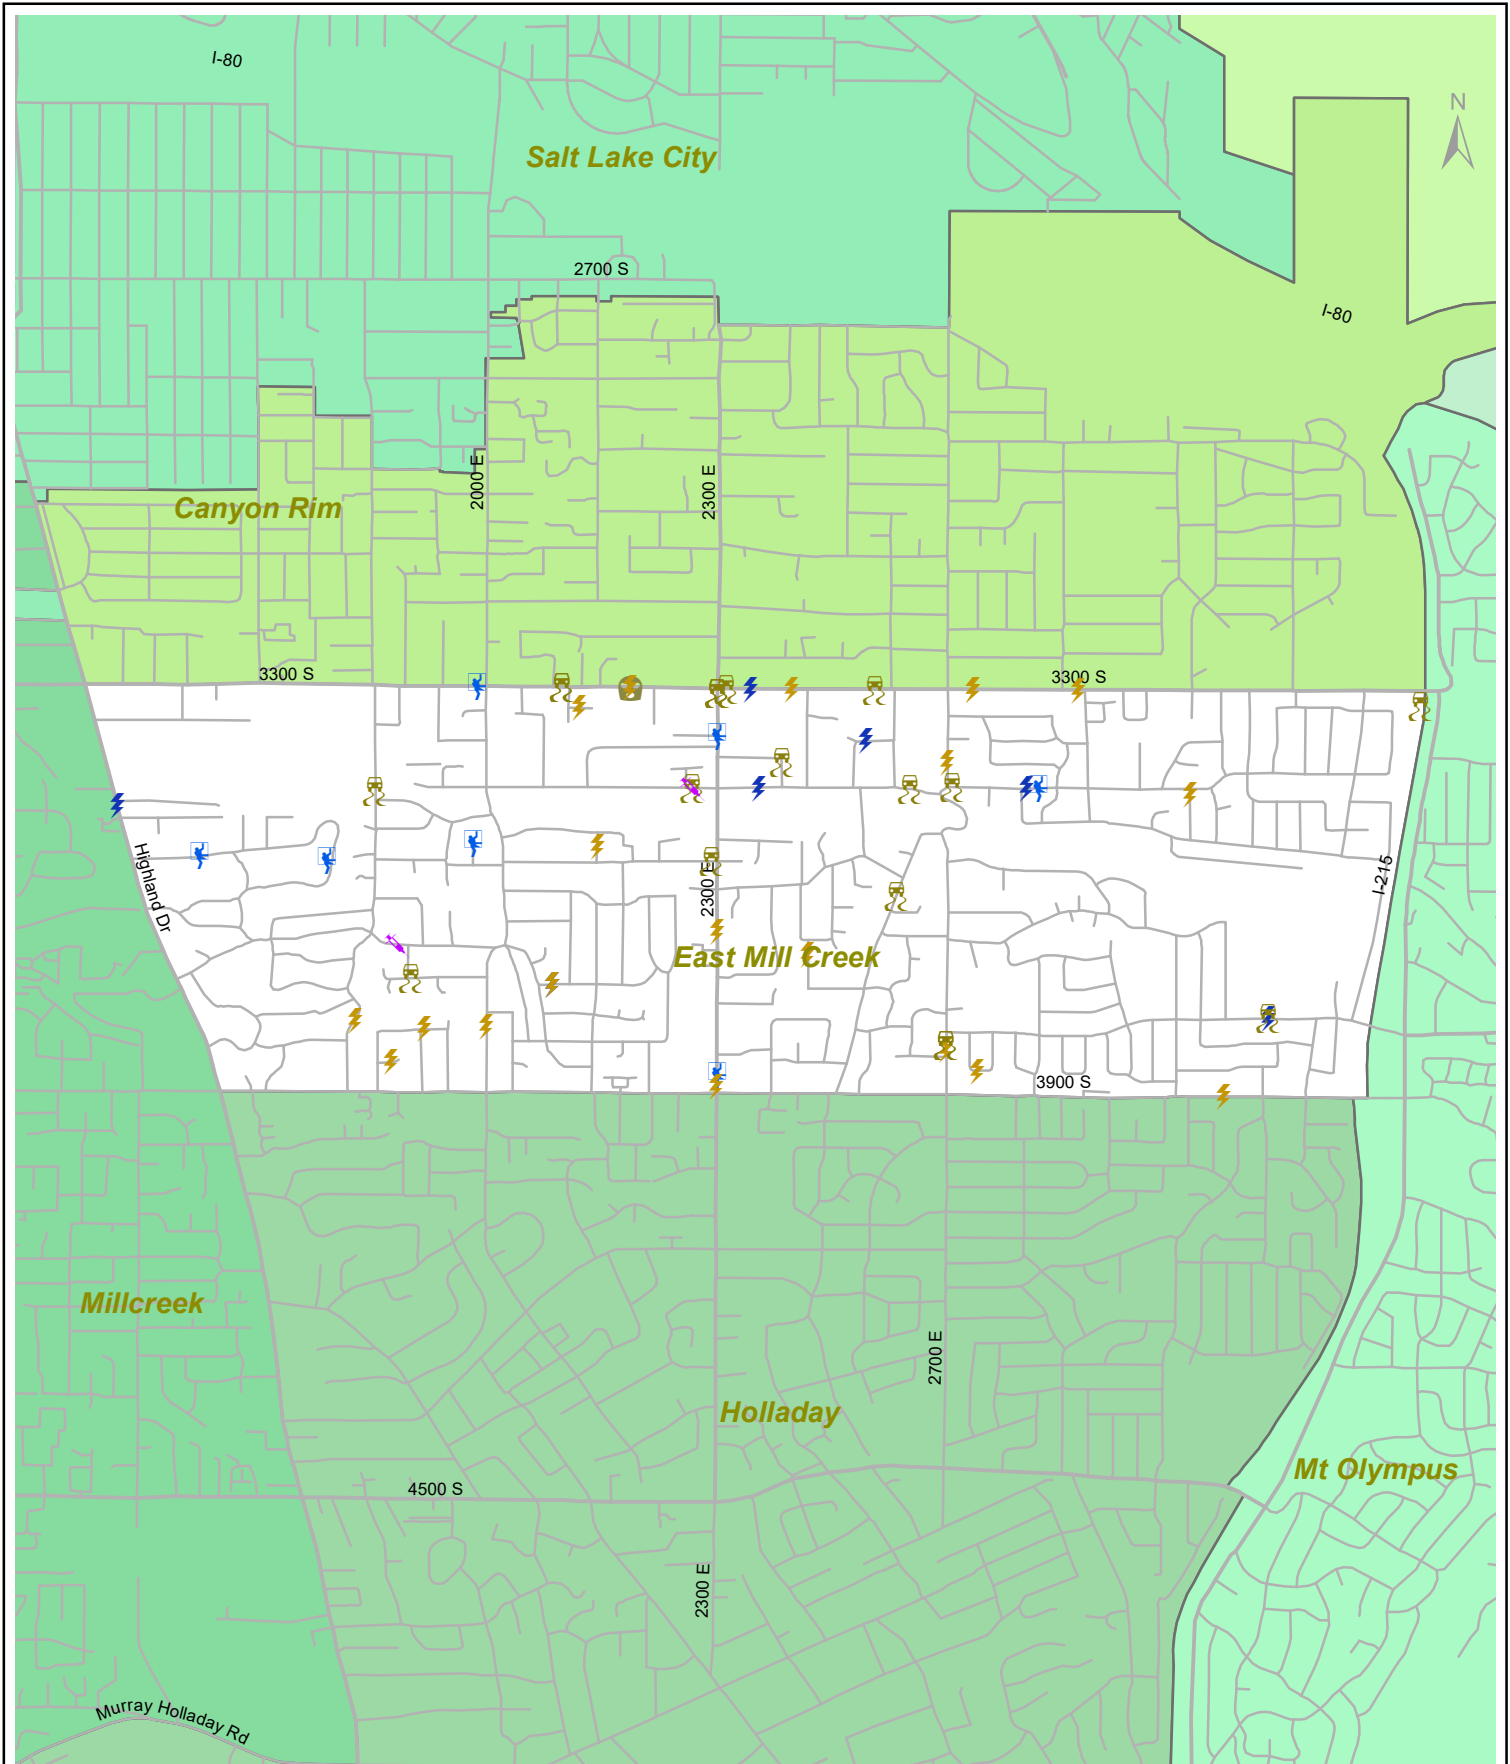 I-80
N
Salt Lake City
2700 S
I-80
2000 E
2300 E
Canyon Rim
3300 S
3300 S
Highland Dr
2300 E
I-215
East Mill Creek
3900 S
Millcreek
2700 E
Holladay
Mt Olympus
4500 S
2300 E
Murray Holladay Rd